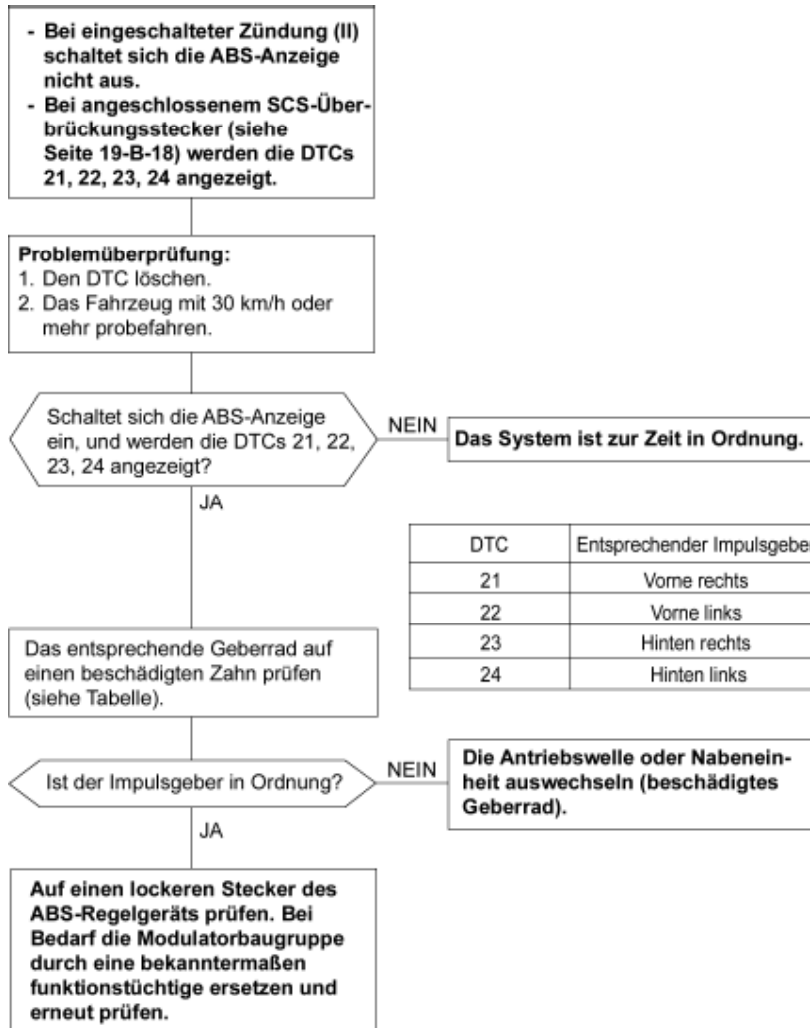 - Bei eingeschalteter Zündung (II)
schaltet sich die ABS-Anzeige
nicht aus.
- Bei angeschlossenem SCS-Über-
brückungsstecker (siehe
Seite 19-B-18) werden die DTCs
21, 22, 23, 24 angezeigt.
Problemüberprüfung:
1. Den DTC löschen.
2. Das Fahrzeug mit 30 km/h oder
mehr probefahren.
Schaltet sich die ABS-Anzeige
ein, und werden die DTCs 21, 22,
23, 24 angezeigt?
NEIN
Das System ist zur Zeit in Ordnung.
JA
DTC Entsprechender Impulsgeber
21 Vorne rechts
22 Vorne links
23 Hinten rechts
24 Hinten links
Das entsprechende Geberrad auf
einen beschädigten Zahn prüfen
(siehe Tabelle).
Ist der Impulsgeber in Ordnung?
NEIN
Die Antriebswelle oder Nabenein-
heit auswechseln (beschädigtes
Geberrad).
JA
Auf einen lockeren Stecker des
ABS-Regelgeräts prüfen. Bei
Bedarf die Modulatorbaugruppe
durch eine bekanntermaßen
funktionstüchtige ersetzen und
erneut prüfen.